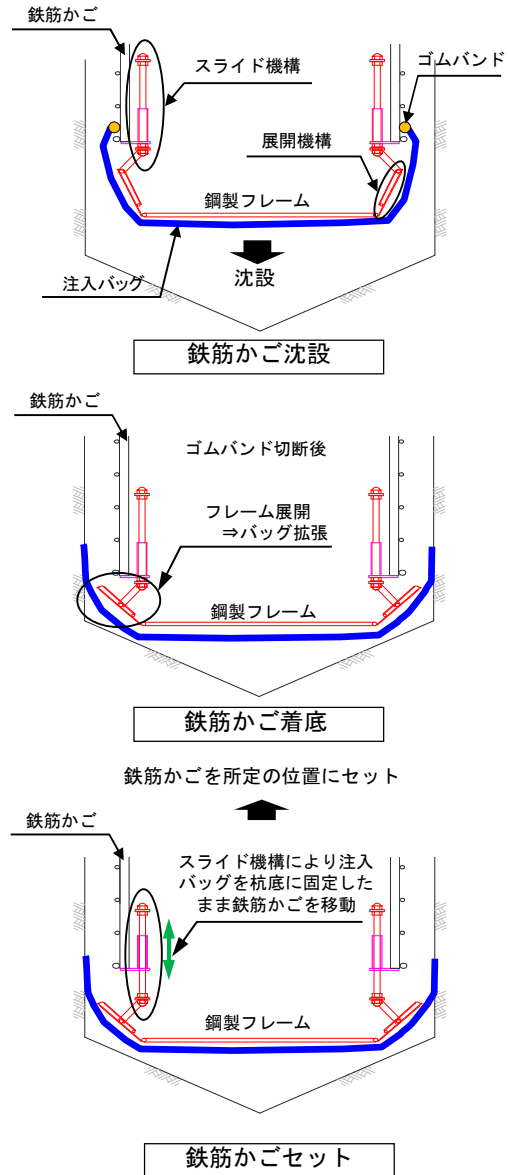 鉄筋かご
スライド機構
ゴムバンド
展開機構
鋼製フレーム
注入バッグ
沈設
鉄筋かご沈設
鉄筋かご
ゴムバンド切断後
フレーム展開
⇒バッグ拡張
鋼製フレーム
鉄筋かご着底
鉄筋かごを所定の位置にセット
鉄筋かご
スライド機構により注入
バッグを杭底に固定した
まま鉄筋かごを移動
鋼製フレーム
鉄筋かごセット